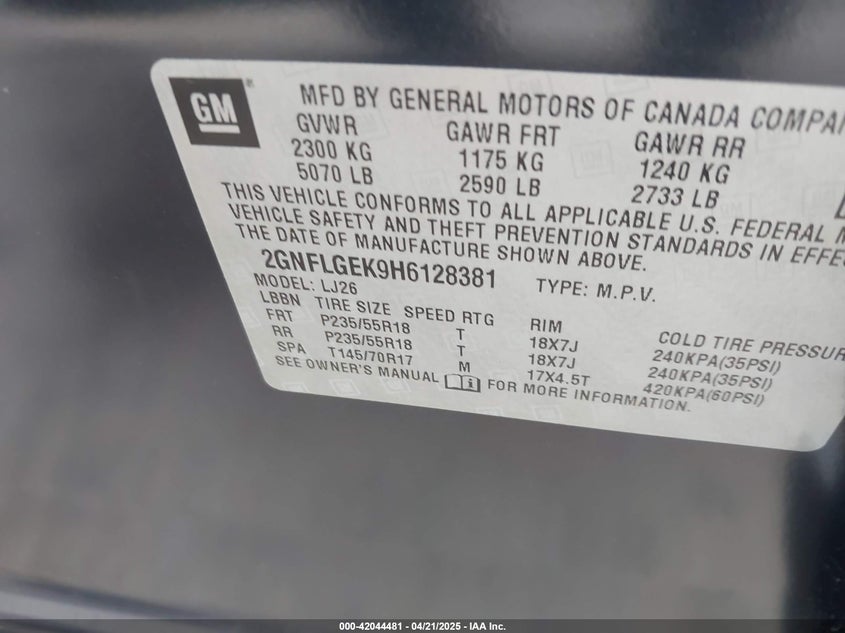 GM
MFD BY GENERAL MOTORS OF CANADA
GVWR GAWR FRT GAWR RR
2300 KG 1175 KG 1240 KG
5070 LB 2590 LB 2733 LB
THIS VEHICLE CONFORMS TO ALL APPLICABLE U.S. FEDERAL
VEHICLE SAFETY AND THEFT PREVENTION STANDARDS IN
THE DATE OF MANUFACTURE SHOWN ABOVE.
2GNFLGEK9H6128381 TYPE: M.P.V.
MODEL: LJ26
LBBN TIRE SIZE SPEED RTG RIM COLD TIRE
FRT P235/55R18 T 18X7J 240KPA(35PSI)
RR P235/55R18 T 18X7J 240KPA(35PSI)
SPA T145/70R17 M 17X4.5T 420KPA(60PSI)
SEE OWNER'S MANUAL FOR MORE INFORMATION.
000-42044481 - 04/21/2025 - IAA Inc.